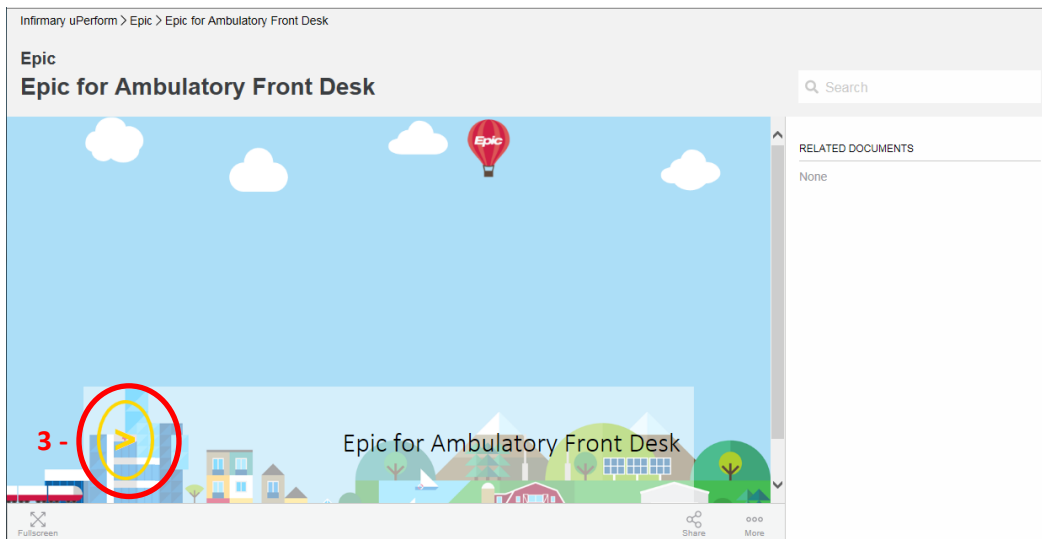 Infirmary uPerform > Epic > Epic for Ambulatory Front Desk
Epic
Epic for Ambulatory Front Desk
Search
Epic
RELATED DOCUMENTS
None
3 - >
Epic for Ambulatory Front Desk
Fullscreen
Share
More